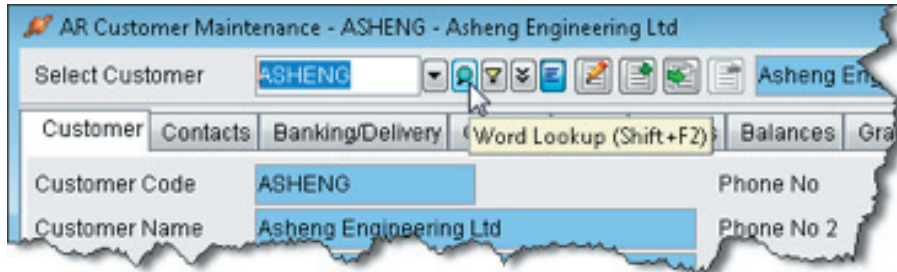 AR Customer Maintenance - ASHENG - Asheng Engineering Ltd
Select Customer ASHENG Asheng
Customer Contacts Banking/Delivery Balances
Word Lookup (Shift+F2)
Customer Code ASHENG Phone No
Customer Name Asheng Engineering Ltd Phone No 2